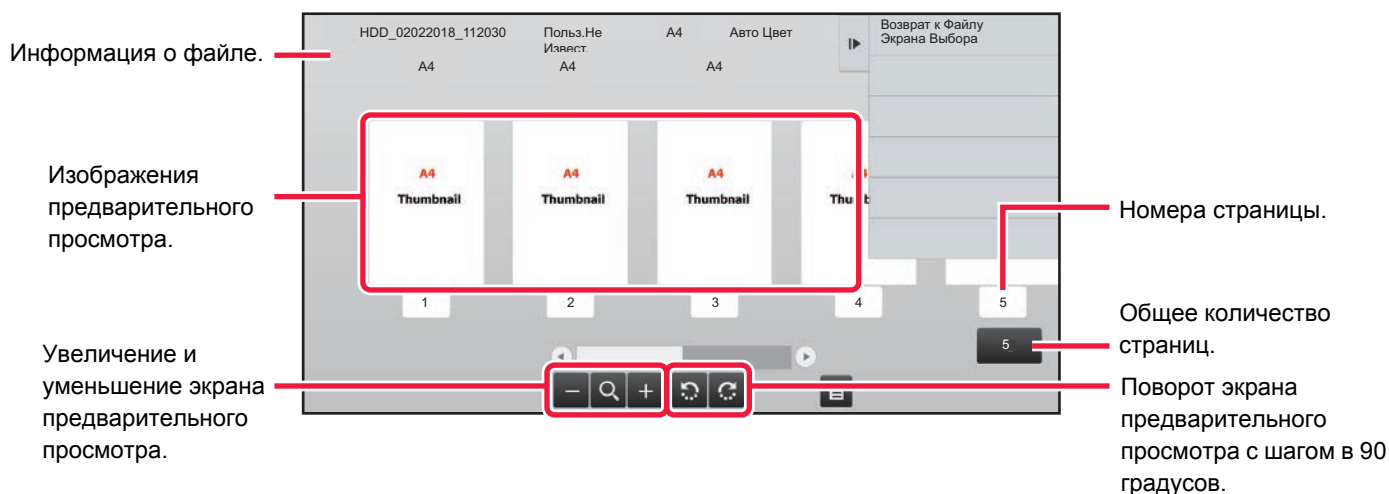 Информация о файле.
HDD_02022018_112030 Польз.Не Извест. A4 Авто Цвет
A4 A4 A4
Возврат к Файлу
Экрана Выбора
Изображения
предварительного
просмотра.
A4 A4 A4
Thumbnail Thumbnail Thumbnail
Номера страницы.
1 2 3 4 5
Общее количество
страниц.
5
Увеличение и
уменьшение экрана
предварительного
просмотра.
Поворот экрана
предварительного
просмотра с шагом в 90
градусов.